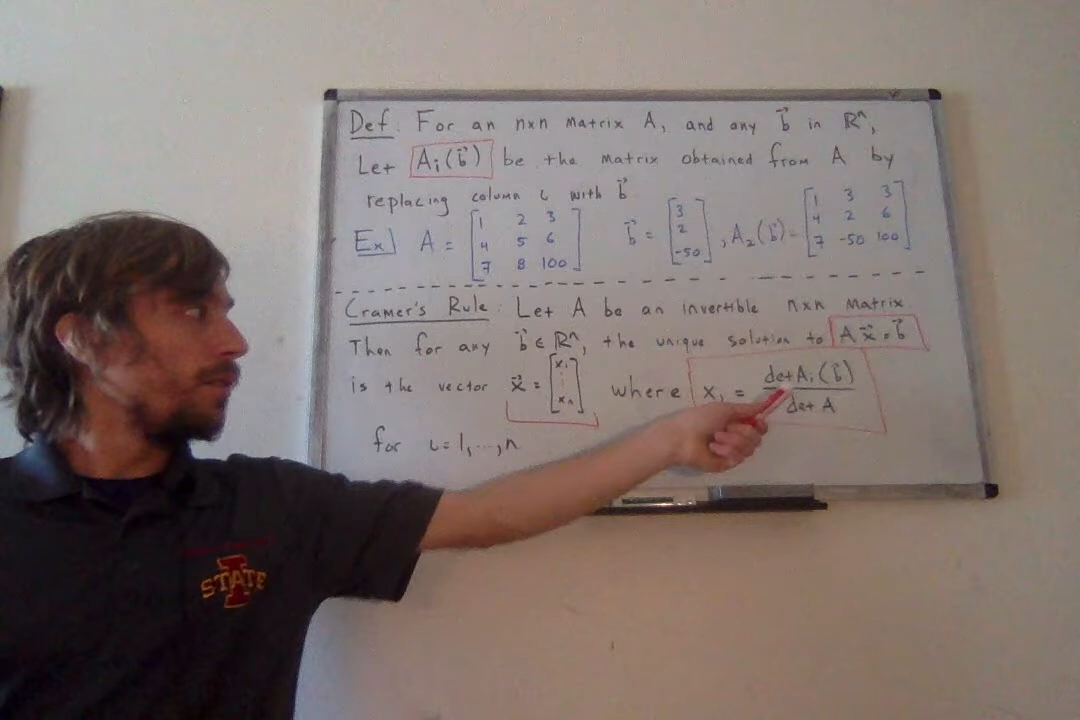 Def: For an nxn matrix A, and any b⃗ in ℝⁿ,
Let Aᵢ(b⃗) be the matrix obtained from A by
replacing column i with b⃗
Ex] A = [1 2 3; 4 5 6; 7 8 100] b⃗ = [3; 2; -50], A₂(b⃗) = [1 3 3; 4 2 6; 7 -50 100]
Cramer's Rule: Let A be an invertible nxn matrix.
Then for any b⃗ ∈ ℝⁿ, the unique solution to Ax⃗ = b⃗
is the vector x⃗ = [x₁; ⋮; xₙ] where xᵢ = det Aᵢ(b⃗) / det A
for i = 1, ..., n
I STATE